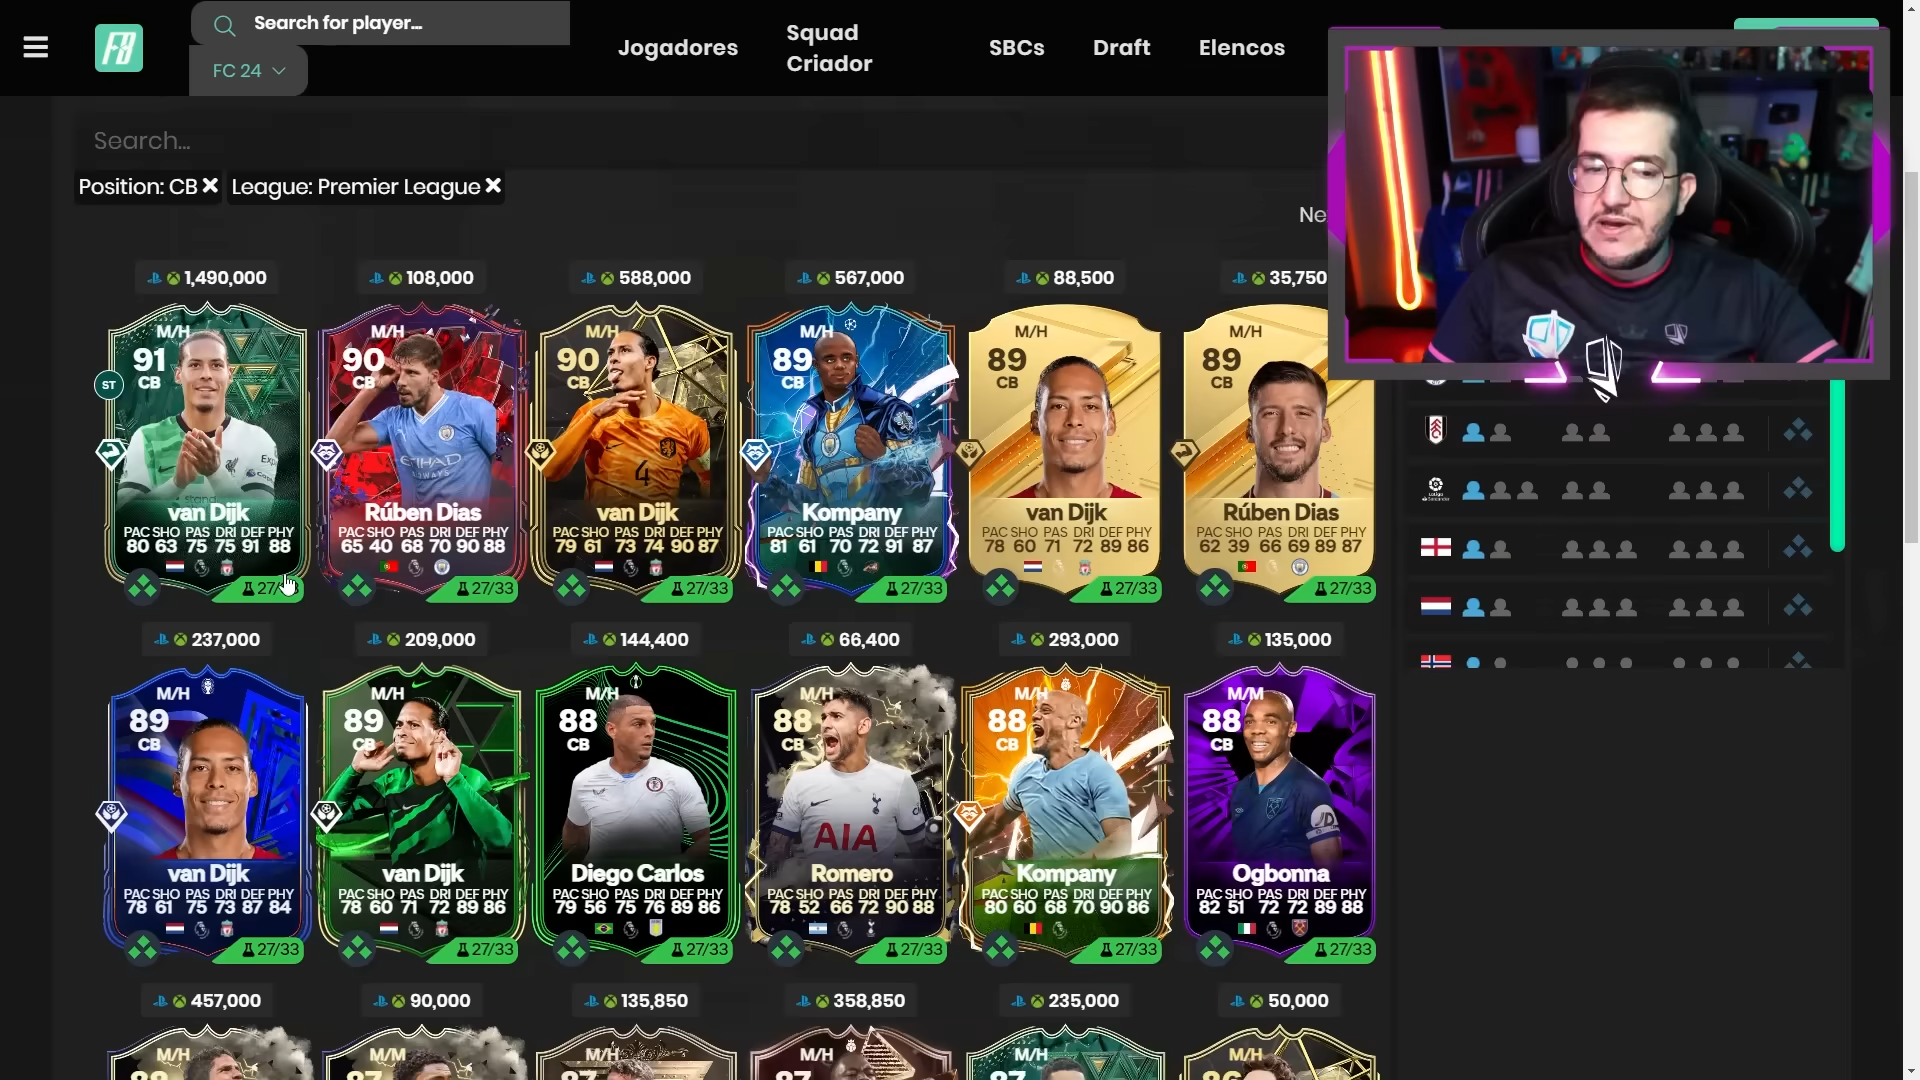 Search for player...
FC 24
Jogadores
Squad
Criador
SBCs
Draft
Elencos
Search...
Position: CB
League: Premier League
Ne
1,490,000
108,000
588,000
567,000
88,500
35,750
M/H 91 CB ST
M/H 90 CB
M/H 90 CB
M/H 89 CB
M/H 89 CB
M/H 89 CB
van Dijk
Rúben Dias
van Dijk
Kompany
van Dijk
Rúben Dias
PAC SHO PAS DRI DEF PHY
80 63 75 75 91 88
PAC SHO PAS DRI DEF PHY
65 40 68 70 90 88
PAC SHO PAS DRI DEF PHY
79 61 73 74 90 87
PAC SHO PAS DRI DEF PHY
81 61 70 72 91 87
PAC SHO PAS DRI DEF PHY
78 60 71 72 89 86
PAC SHO PAS DRI DEF PHY
62 39 66 69 89 87
27/33
27/33
27/33
27/33
27/33
237,000
209,000
144,400
66,400
293,000
135,000
M/H 89 CB
M/H 89 CB
M/H 88 CB
M/H 88 CB
M/H 88 CB
M/M 88 CB
AIA
JD
van Dijk
van Dijk
Diego Carlos
Romero
Kompany
Ogbonna
PAC SHO PAS DRI DEF PHY
78 61 75 73 87 84
PAC SHO PAS DRI DEF PHY
78 60 71 72 89 86
PAC SHO PAS DRI DEF PHY
79 56 75 76 89 86
PAC SHO PAS DRI DEF PHY
78 52 66 72 90 88
PAC SHO PAS DRI DEF PHY
80 60 68 70 90 86
PAC SHO PAS DRI DEF PHY
82 51 72 72 89 88
27/33
27/33
27/33
27/33
27/33
27/33
457,000
90,000
135,850
358,850
235,000
50,000
M/H
M/M
M/H
M/H
M/H
M/H